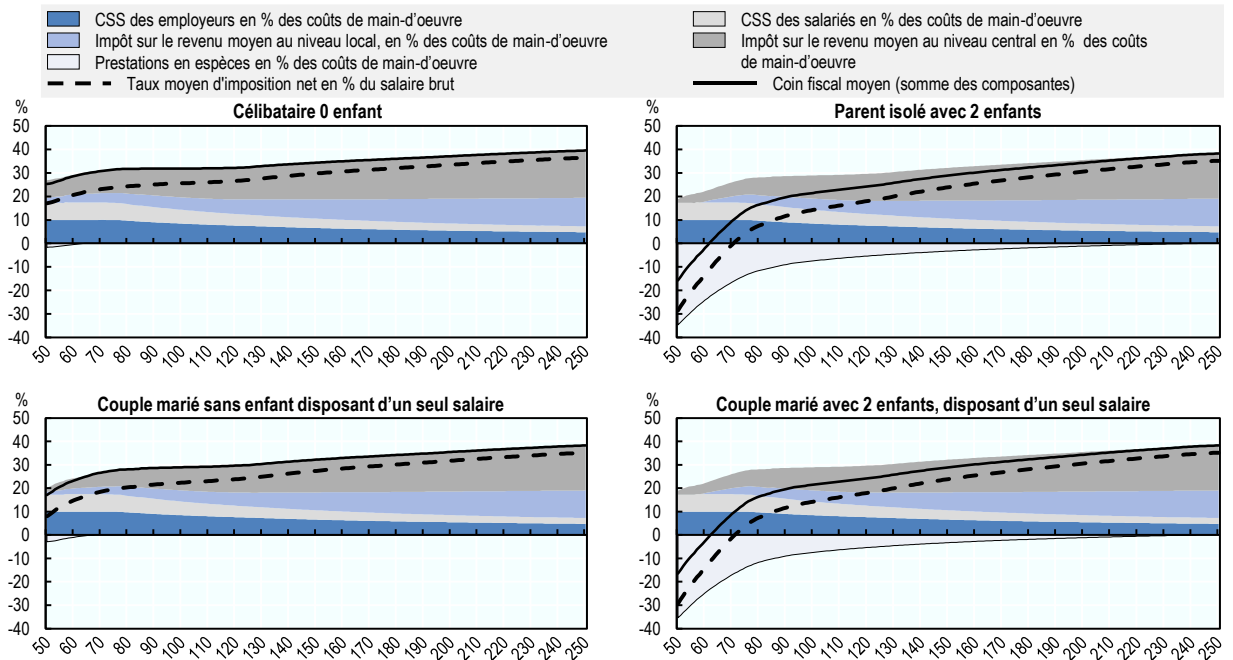 CSS des employeurs en % des coûts de main-d'oeuvre
CSS des salariés en % des coûts de main-d'oeuvre
Impôt sur le revenu moyen au niveau local, en % des coûts de main-d'oeuvre
Impôt sur le revenu moyen au niveau central en % des coûts
de main-d'oeuvre
Prestations en espèces en % des coûts de main-d'oeuvre
Taux moyen d'imposition net en % du salaire brut
Coin fiscal moyen (somme des composantes)
%
Célibataire 0 enfant
50
40
30
20
10
0
-10
-20
-30
-40
50 60 70 80 90 100 110 120 130 140 150 160 170 180 190 200 210 220 230 240 250
%
Parent isolé avec 2 enfants
50
40
30
20
10
0
-10
-20
-30
-40
50 60 70 80 90 100 110 120 130 140 150 160 170 180 190 200 210 220 230 240 250
%
Couple marié sans enfant disposant d’un seul salaire
50
40
30
20
10
0
-10
-20
-30
-40
50 60 70 80 90 100 110 120 130 140 150 160 170 180 190 200 210 220 230 240 250
%
Couple marié avec 2 enfants, disposant d’un seul salaire
50
40
30
20
10
0
-10
-20
-30
-40
50 60 70 80 90 100 110 120 130 140 150 160 170 180 190 200 210 220 230 240 250